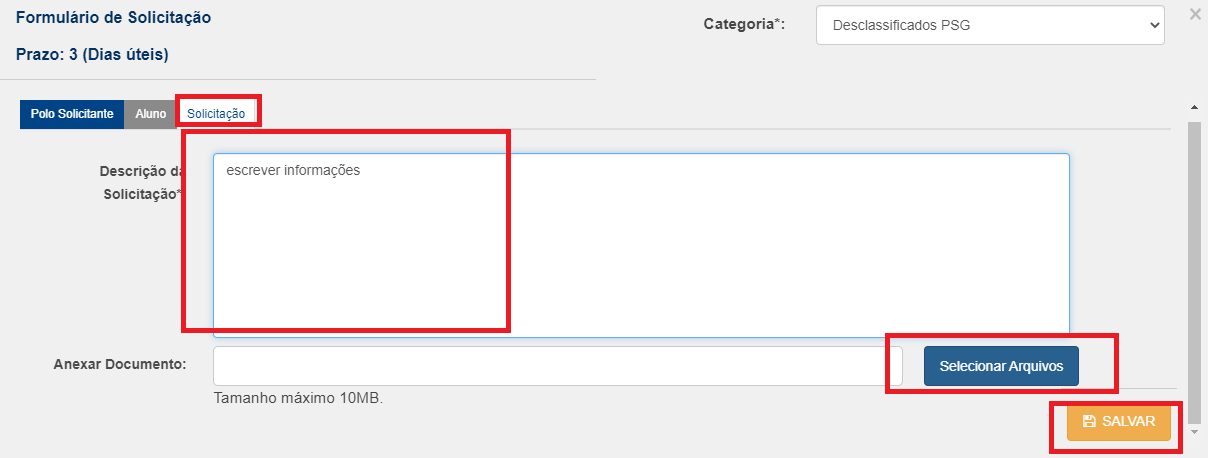 Formulário de Solicitação
Categoria*:
Desclassificados PSG
×
Prazo: 3 (Dias úteis)
Polo Solicitante
Aluno
Solicitação
Descrição da
Solicitação*
escrever informações
Anexar Documento:
Selecionar Arquivos
Tamanho máximo 10MB.
SALVAR